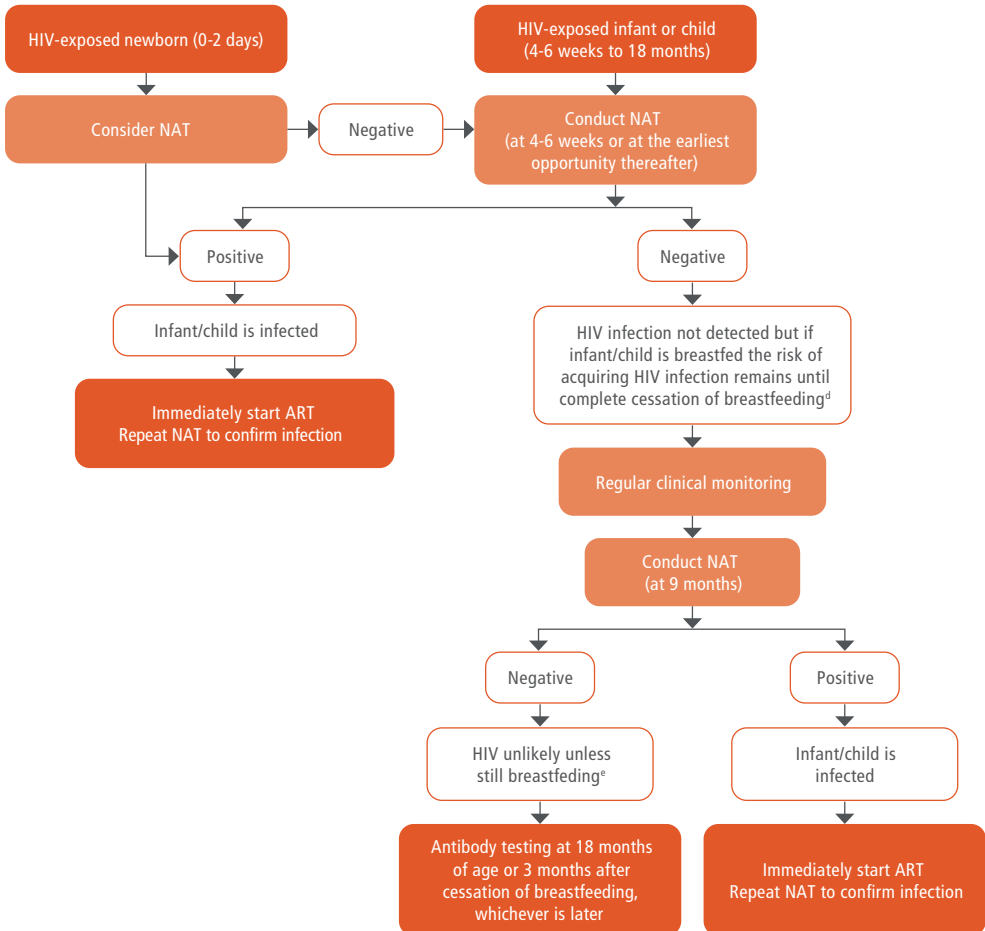 HIV-exposed newborn (0-2 days)
HIV-exposed infant or child
(4-6 weeks to 18 months)
Consider NAT
Negative
Conduct NAT
(at 4-6 weeks or at the earliest
opportunity thereafter)
Positive
Negative
Infant/child is infected
HIV infection not detected but if
infant/child is breastfed the risk of
acquiring HIV infection remains until
complete cessation of breastfeedingᵈ
Immediately start ART
Repeat NAT to confirm infection
Regular clinical monitoring
Conduct NAT
(at 9 months)
Negative
Positive
HIV unlikely unless
still breastfedingᵉ
Infant/child is
infected
Antibody testing at 18 months
of age or 3 months after
cessation of breastfeeding,
whichever is later
Immediately start ART
Repeat NAT to confirm infection